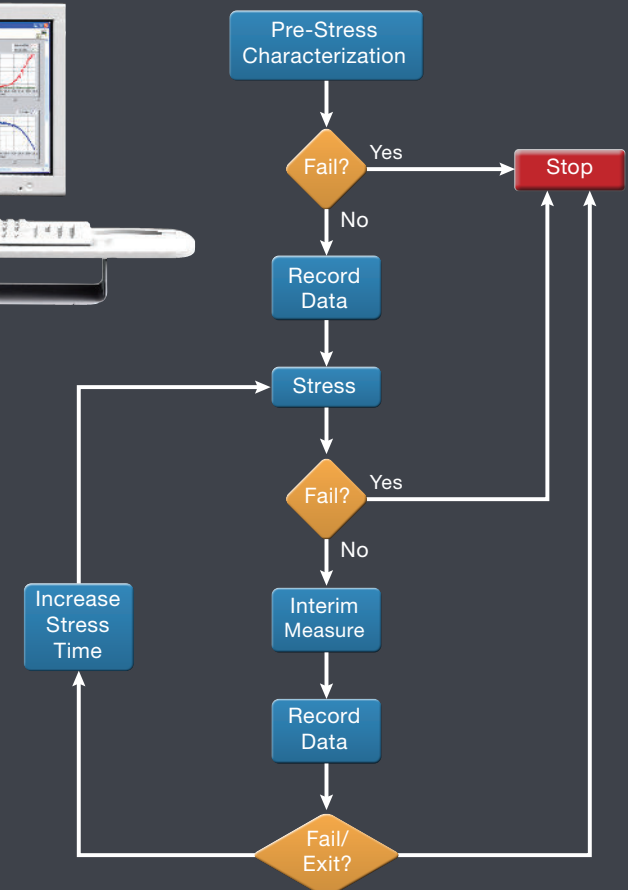 Pre-Stress
Characterization
Fail?
Yes
Stop
No
Record
Data
Stress
Fail?
Yes
No
Increase
Stress
Time
Interim
Measure
Record
Data
Fail/
Exit?